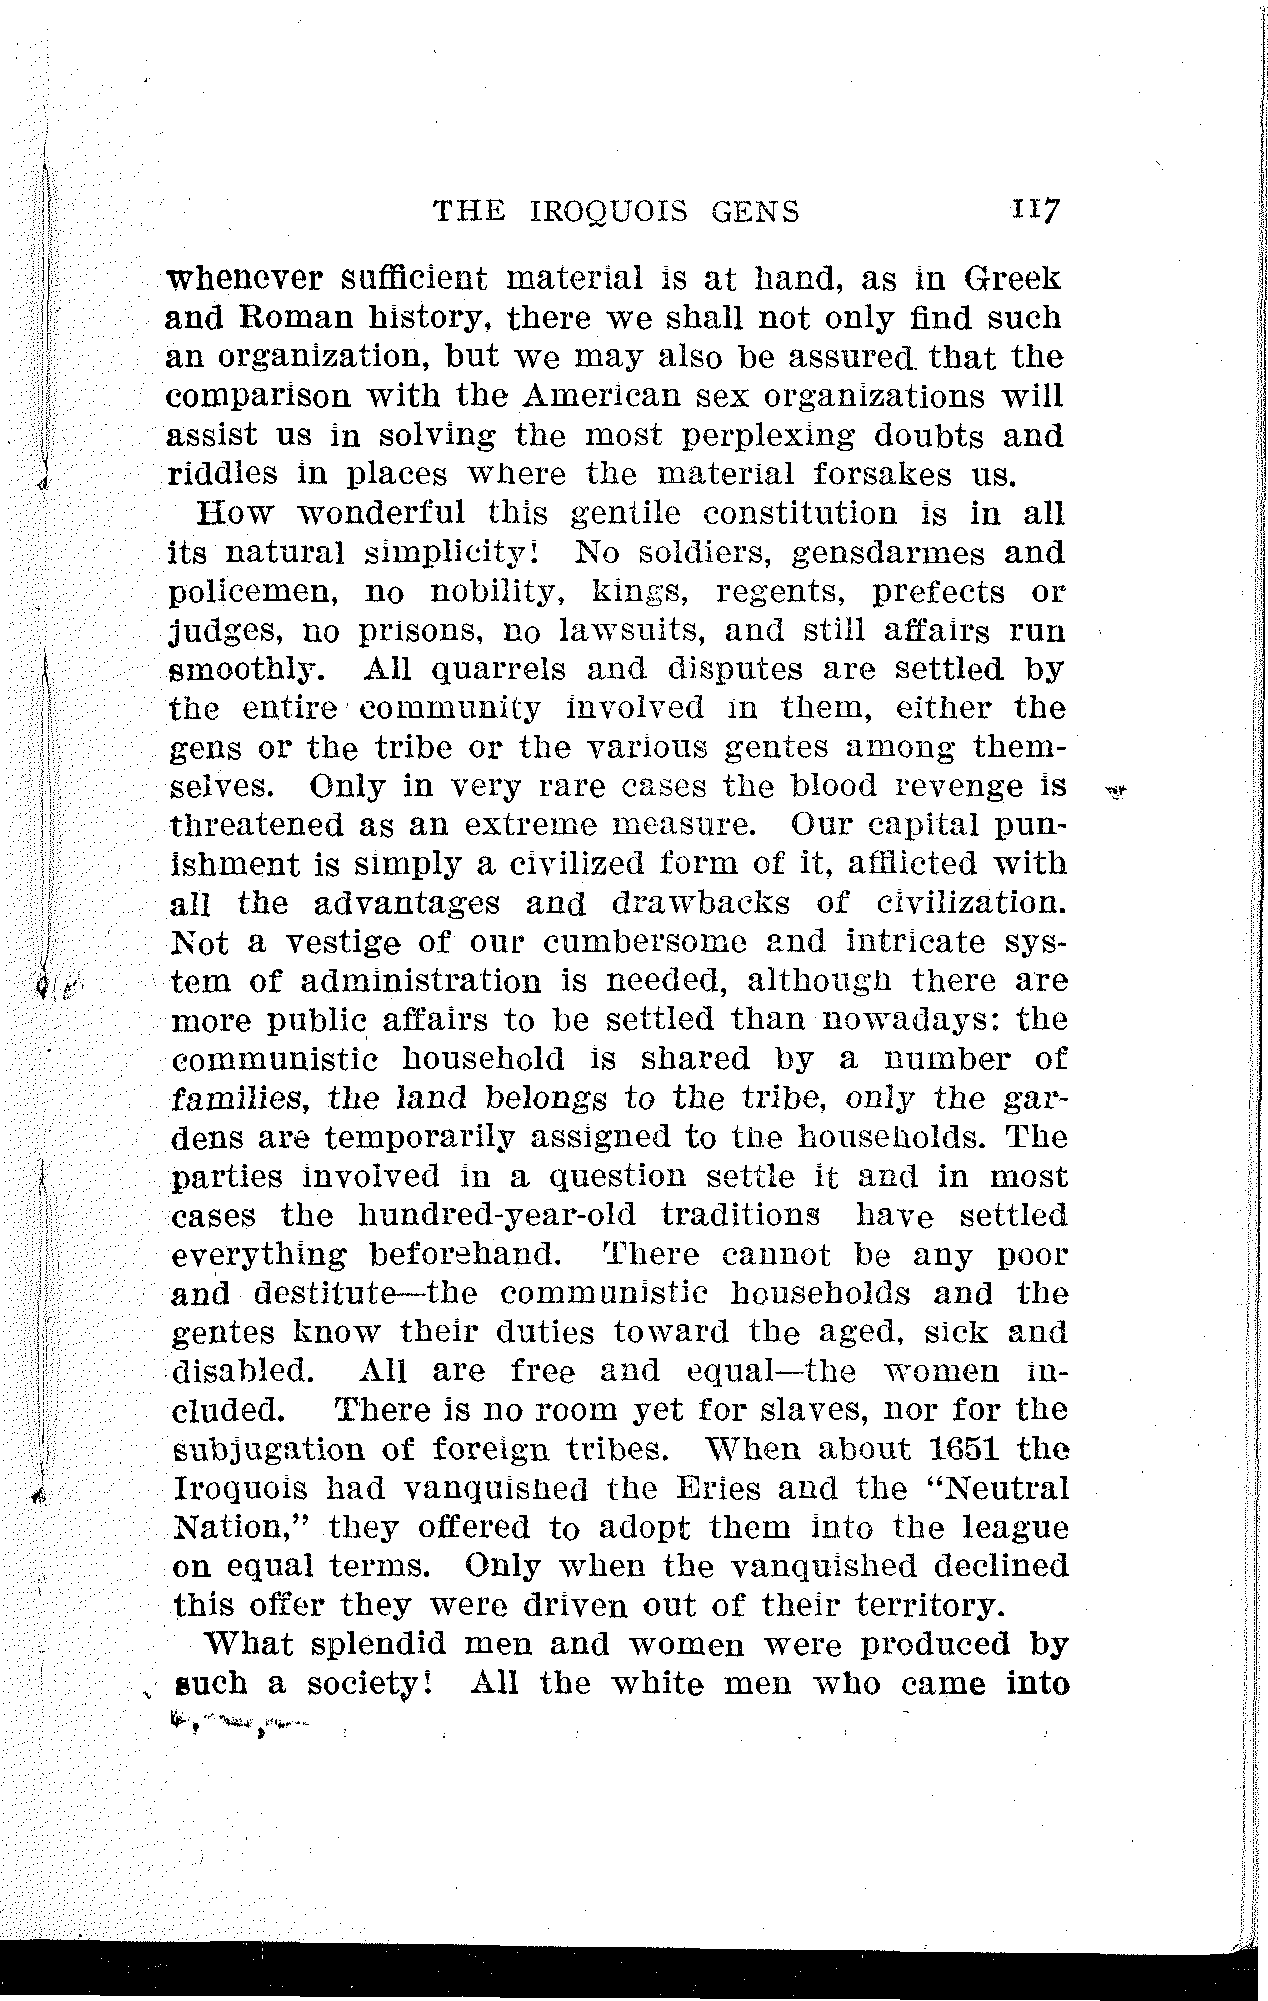 THE IROQUOIS GENS 117
whenever sufficient material is at hand, as in Greek
and Roman history, there we shall not only find such
an organization, but we may also be assured that the
comparison with the American sex organizations will
assist us in solving the most perplexing doubts and
riddles in places where the material forsakes us.
How wonderful this gentile constitution is in all
its natural simplicity! No soldiers, gensdarmes and
policemen, no nobility, kings, regents, prefects or
judges, no prisons, no lawsuits, and still affairs run
smoothly. All quarrels and disputes are settled by
the entire community involved in them, either the
gens or the tribe or the various gentes among them-
selves. Only in very rare cases the blood revenge is
threatened as an extreme measure. Our capital pun-
ishment is simply a civilized form of it, afflicted with
all the advantages and drawbacks of civilization.
Not a vestige of our cumbersome and intricate sys-
tem of administration is needed, although there are
more public affairs to be settled than nowadays: the
communistic household is shared by a number of
families, the land belongs to the tribe, only the gar-
dens are temporarily assigned to the households. The
parties involved in a question settle it and in most
cases the hundred-year-old traditions have settled
everything beforehand. There cannot be any poor
and destitute—the communistic households and the
gentes know their duties toward the aged, sick and
disabled. All are free and equal—the women in-
cluded. There is no room yet for slaves, nor for the
subjugation of foreign tribes. When about 1651 the
Iroquois had vanquished the Eries and the “Neutral
Nation,” they offered to adopt them into the league
on equal terms. Only when the vanquished declined
this offer they were driven out of their territory.
What splendid men and women were produced by
such a society! All the white men who came into